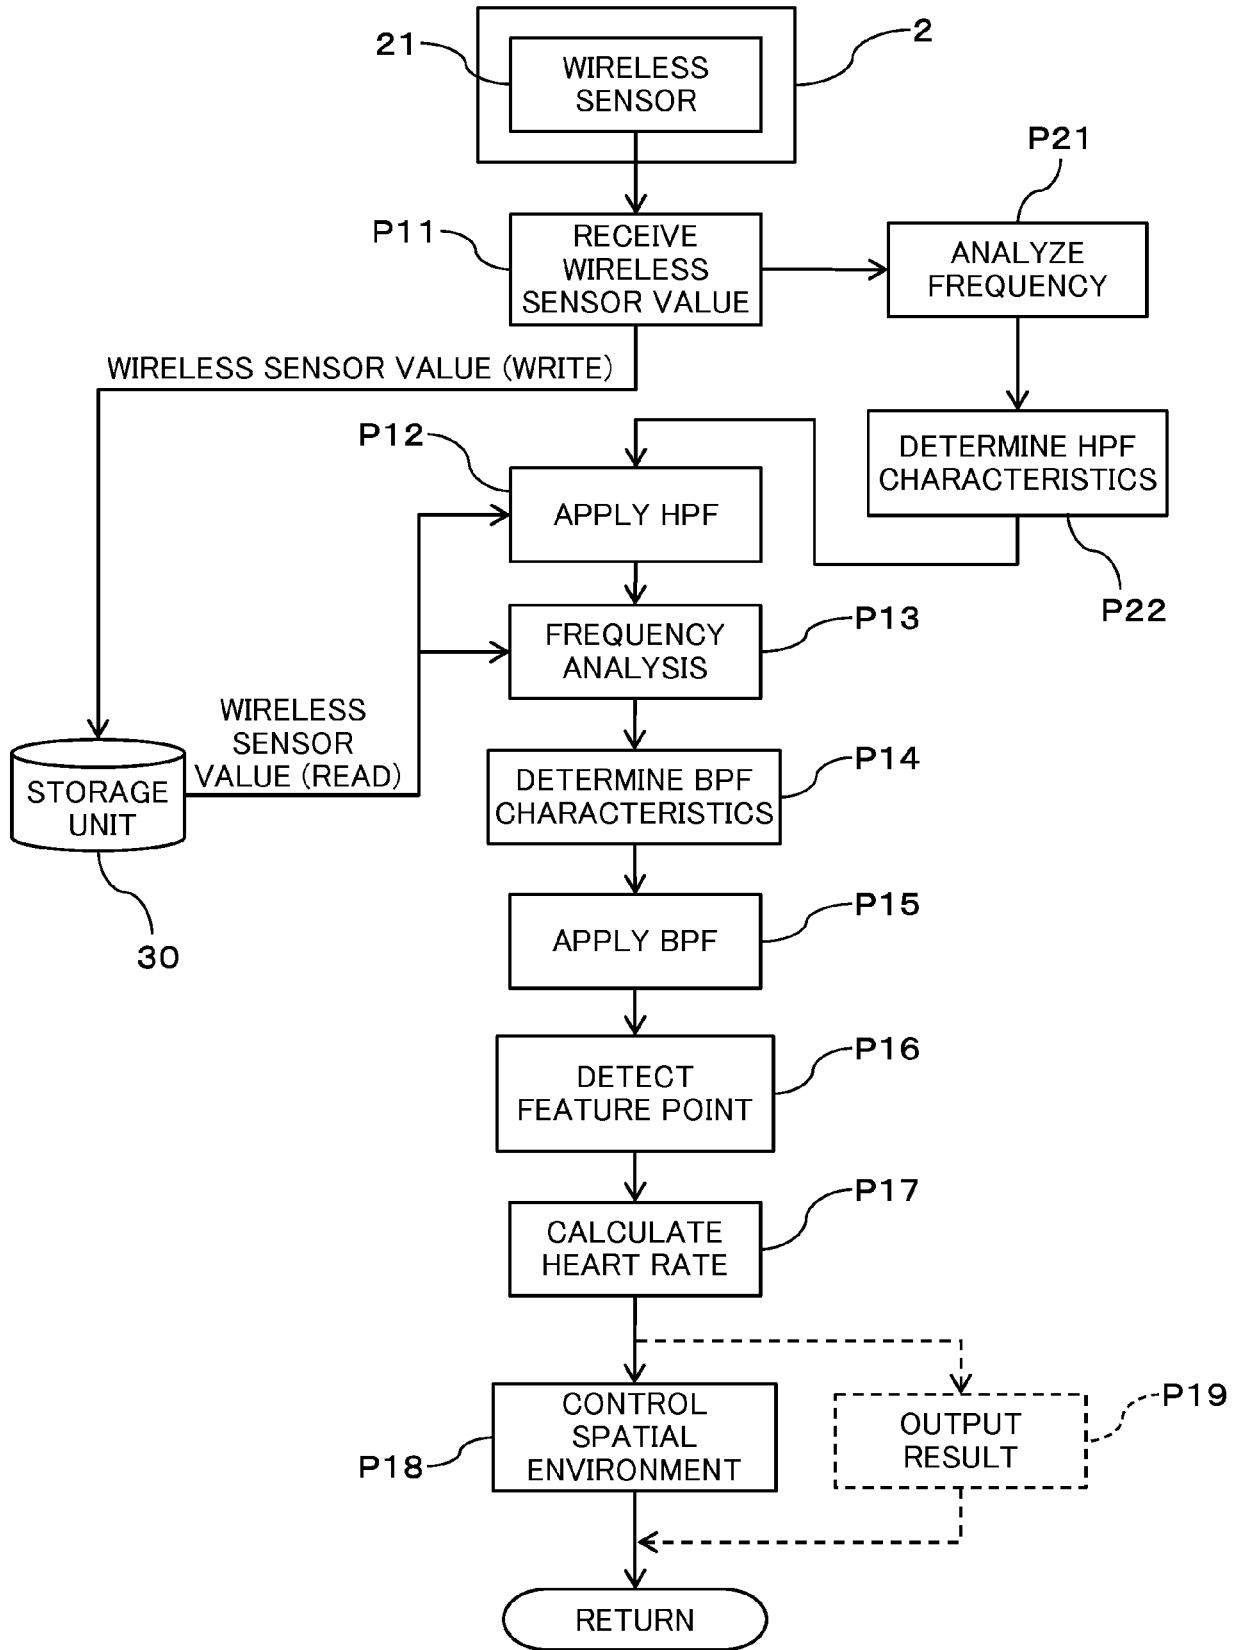 21
WIRELESS
SENSOR
2
P11
RECEIVE
WIRELESS
SENSOR VALUE
P21
ANALYZE
FREQUENCY
WIRELESS SENSOR VALUE (WRITE)
P12
APPLY HPF
DETERMINE HPF
CHARACTERISTICS
P22
FREQUENCY
ANALYSIS
P13
WIRELESS
SENSOR
VALUE (READ)
STORAGE
UNIT
30
DETERMINE BPF
CHARACTERISTICS
P14
APPLY BPF
P15
DETECT
FEATURE POINT
P16
CALCULATE
HEART RATE
P17
CONTROL
SPATIAL
ENVIRONMENT
P18
OUTPUT
RESULT
P19
RETURN